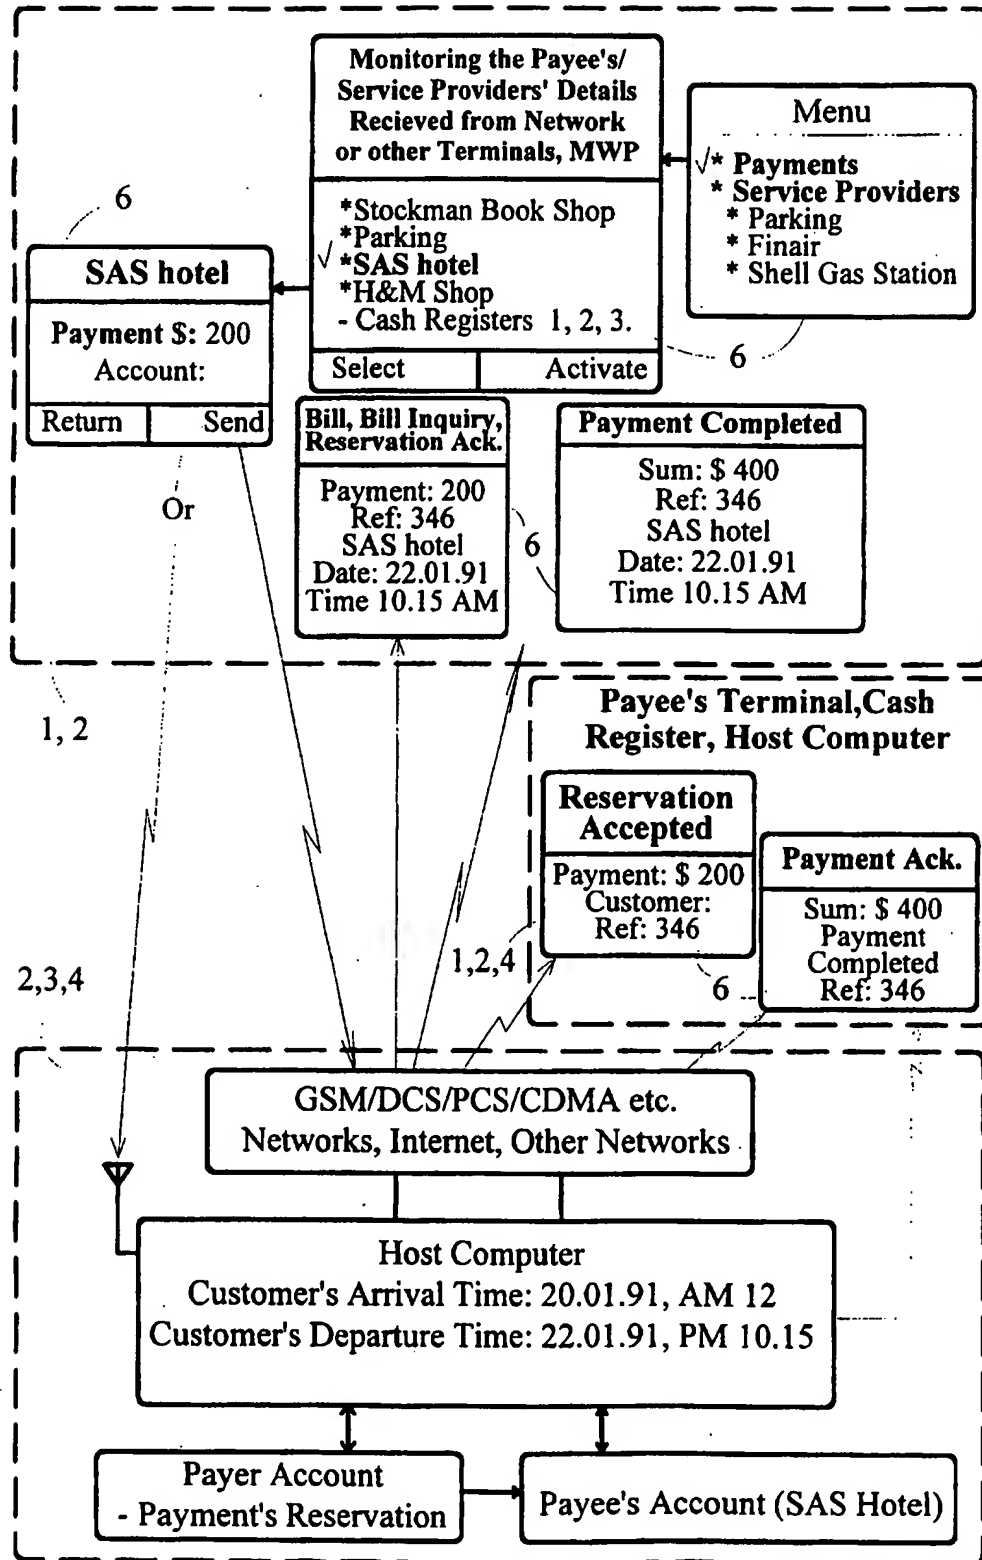 Monitoring the Payee's/
Service Providers' Details
Recieved from Network
or other Terminals, MWP
*Stockman Book Shop
*Parking
√ *SAS hotel
*H&M Shop
- Cash Registers 1, 2, 3.
Select Activate
Menu
√* Payments
* Service Providers
* Parking
* Finair
* Shell Gas Station
6
6
SAS hotel
Payment $: 200
Account:
Return Send
Or
Bill, Bill Inquiry,
Reservation Ack.
Payment: 200
Ref: 346
SAS hotel
Date: 22.01.91
Time 10.15 AM
6
Payment Completed
Sum: $ 400
Ref: 346
SAS hotel
Date: 22.01.91
Time 10.15 AM
1, 2
Payee's Terminal,Cash
Register, Host Computer
Reservation
Accepted
Payment: $ 200
Customer:
Ref: 346
Payment Ack.
Sum: $ 400
Payment
Completed
Ref: 346
1,2,4
6
2,3,4
GSM/DCS/PCS/CDMA etc.
Networks, Internet, Other Networks
Host Computer
Customer's Arrival Time: 20.01.91, AM 12
Customer's Departure Time: 22.01.91, PM 10.15
Payer Account
- Payment's Reservation
Payee's Account (SAS Hotel)